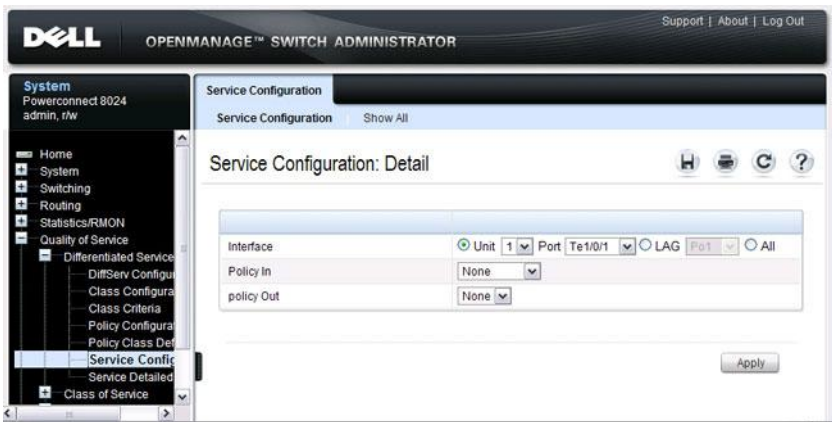 Support | About | Log Out
DELL OPENMANAGE™ SWITCH ADMINISTRATOR
System
Powerconnect 8024
admin, r/w
Home
System
Switching
Routing
Statistics/RMON
Quality of Service
Differentiated Service
DiffServ Configu
Class Configura
Class Criteria
Policy Configura
Policy Class Def
Service Config
Service Detailed
Class of Service
Service Configuration
Service Configuration Show All
Service Configuration: Detail
Interface Unit 1 Port Te1/0/1 LAG Po1 All
Policy In None
policy Out None
Apply